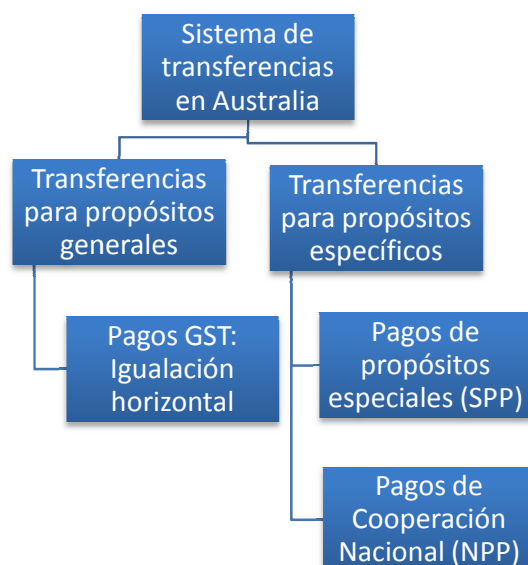 Sistema de
transferencias
en Australia
Transferencias
para propósitos
generales
Transferencias
para propósitos
específicos
Pagos GST:
Igualación
horizontal
Pagos de
propósitos
especiales (SPP)
Pagos de
Cooperación
Nacional (NPP)